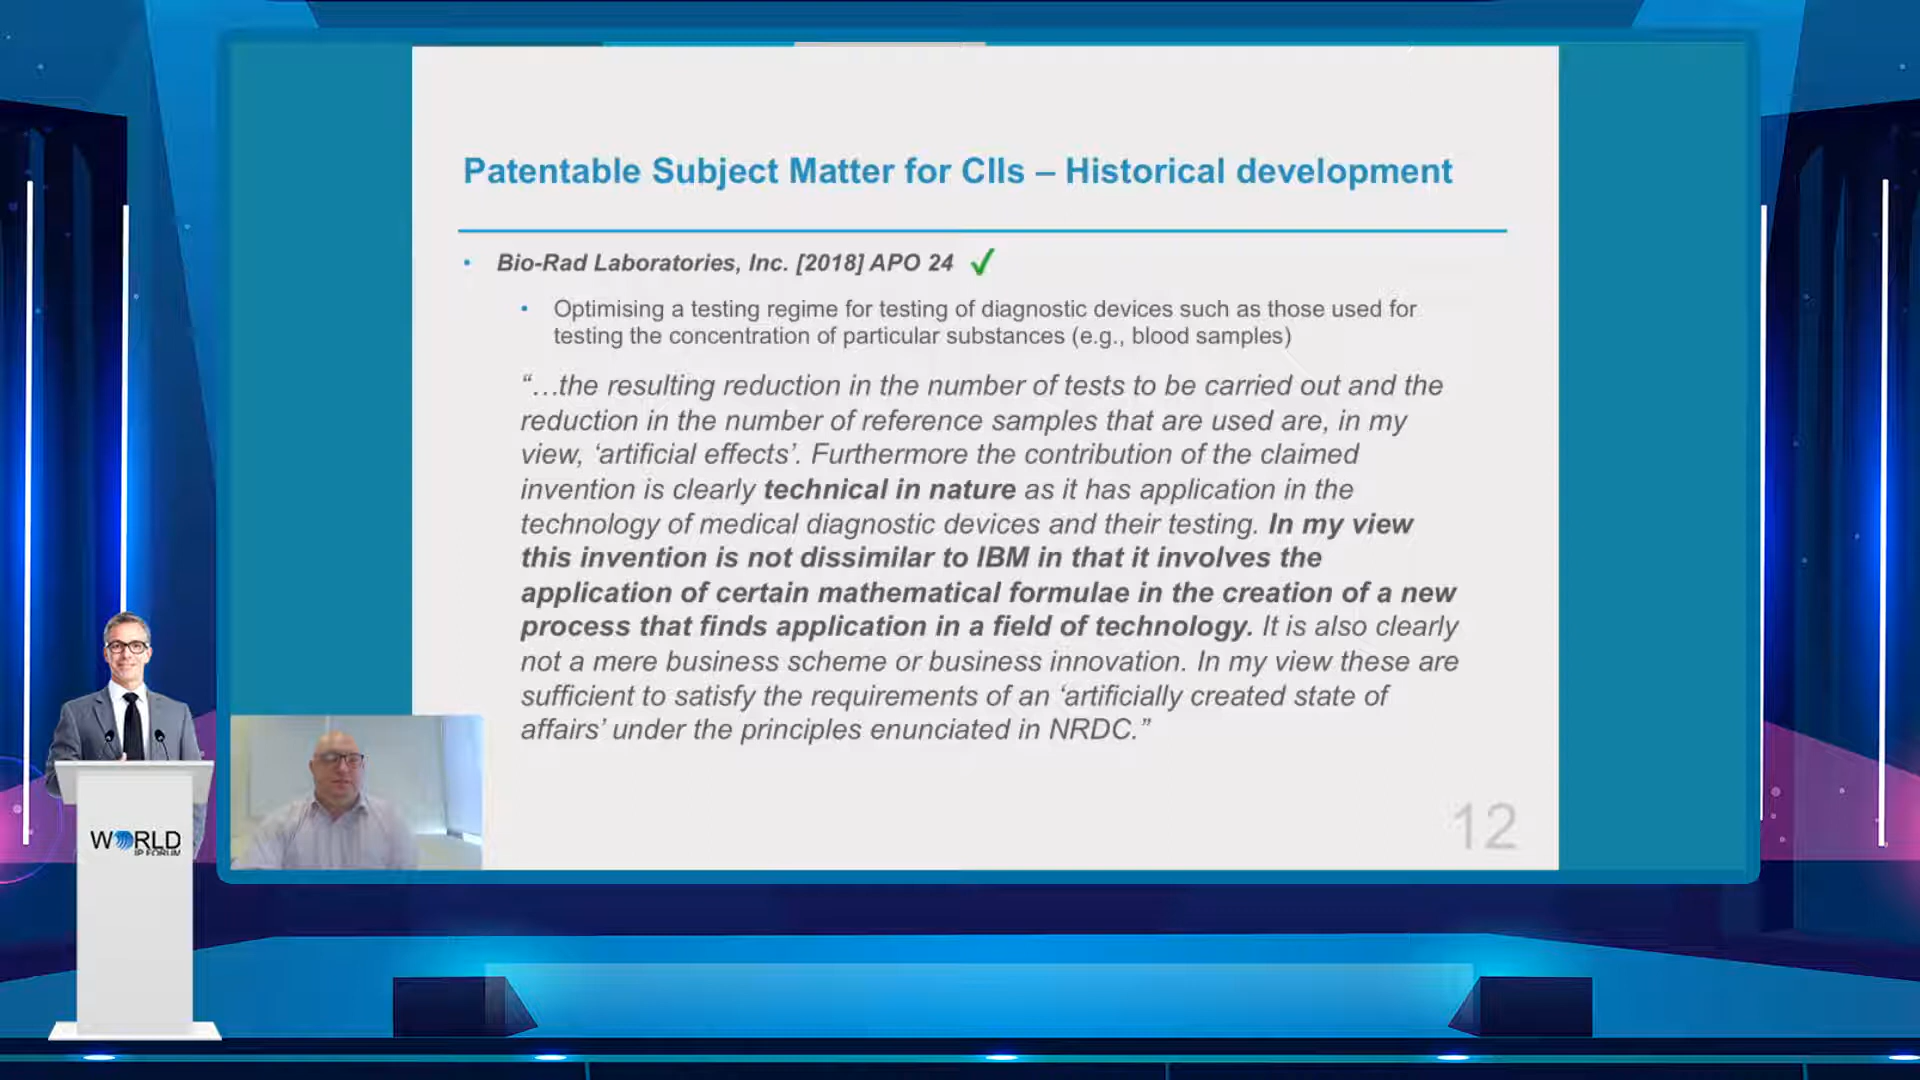 Patentable Subject Matter for CIIs – Historical development
• Bio-Rad Laboratories, Inc. [2018] APO 24 ✓
• Optimising a testing regime for testing of diagnostic devices such as those used for
testing the concentration of particular substances (e.g., blood samples)
“…the resulting reduction in the number of tests to be carried out and the
reduction in the number of reference samples that are used are, in my
view, ‘artificial effects’. Furthermore the contribution of the claimed
invention is clearly technical in nature as it has application in the
technology of medical diagnostic devices and their testing. In my view
this invention is not dissimilar to IBM in that it involves the
application of certain mathematical formulae in the creation of a new
process that finds application in a field of technology. It is also clearly
not a mere business scheme or business innovation. In my view these are
sufficient to satisfy the requirements of an ‘artificially created state of
affairs’ under the principles enunciated in NRDC.”
12
WORLD
IP FORUM